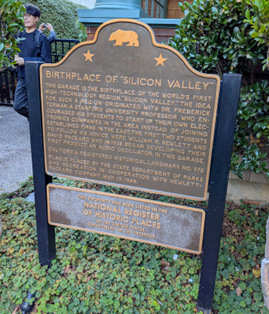 BIRTHPLACE OF "SILICON VALLEY"
THIS GARAGE IS THE BIRTHPLACE OF THE WORLD'S FIRST
HIGH-TECHNOLOGY REGION, "SILICON VALLEY." THE IDEA
FOR SUCH A REGION ORIGINATED WITH DR. FREDERICK
TERMAN, A STANFORD UNIVERSITY PROFESSOR WHO EN-
COURAGED HIS STUDENTS TO START UP THEIR OWN ELEC-
TRONICS COMPANIES IN THE AREA INSTEAD OF JOINING
ESTABLISHED FIRMS IN THE EAST. THE FIRST TWO STUDENTS
TO FOLLOW HIS ADVICE WERE WILLIAM R. HEWLETT AND
DAVID PACKARD, WHO IN 1938 BEGAN DEVELOPING THEIR
FIRST PRODUCT, AN AUDIO OSCILLATOR, IN THIS GARAGE.
CALIFORNIA REGISTERED HISTORICAL LANDMARK NO. 976
PLAQUE PLACED BY THE STATE DEPARTMENT OF PARKS
AND RECREATION IN COOPERATION WITH HEWLETT-
PACKARD COMPANY, MAY 19, 1989.
NATIONAL REGISTER
OF HISTORIC PLACES